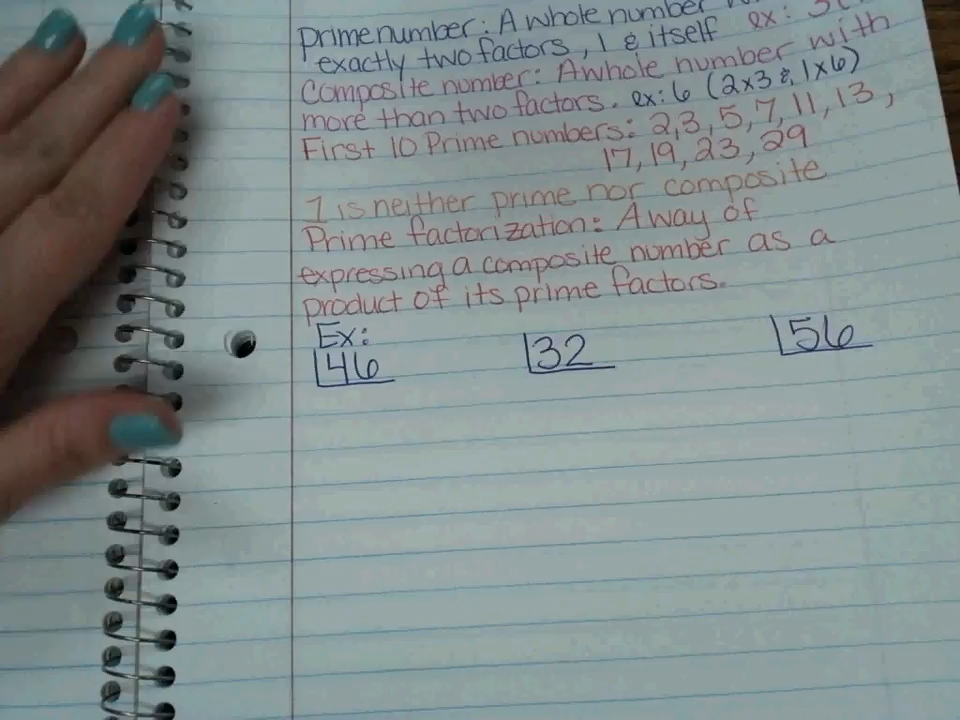 prime number: A whole number
exactly two factors, 1 & itself ex:
composite number: A whole number with
more than two factors. ex: 6 (2x3 & 1x6)
First 10 Prime numbers: 2, 3, 5, 7, 11, 13,
17, 19, 23, 29
1 is neither prime nor composite
Prime factorization: A way of
expressing a composite number as a
product of its prime factors.
Ex:
46 32 56